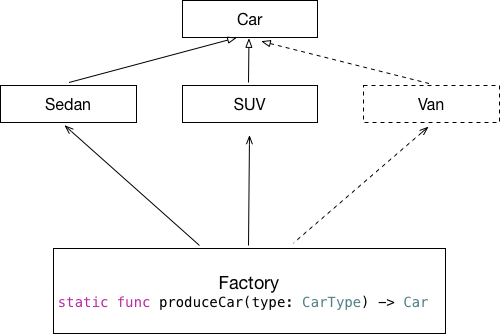 Car
Sedan
SUV
Van
Factory
static func produceCar(type: CarType) -> Car